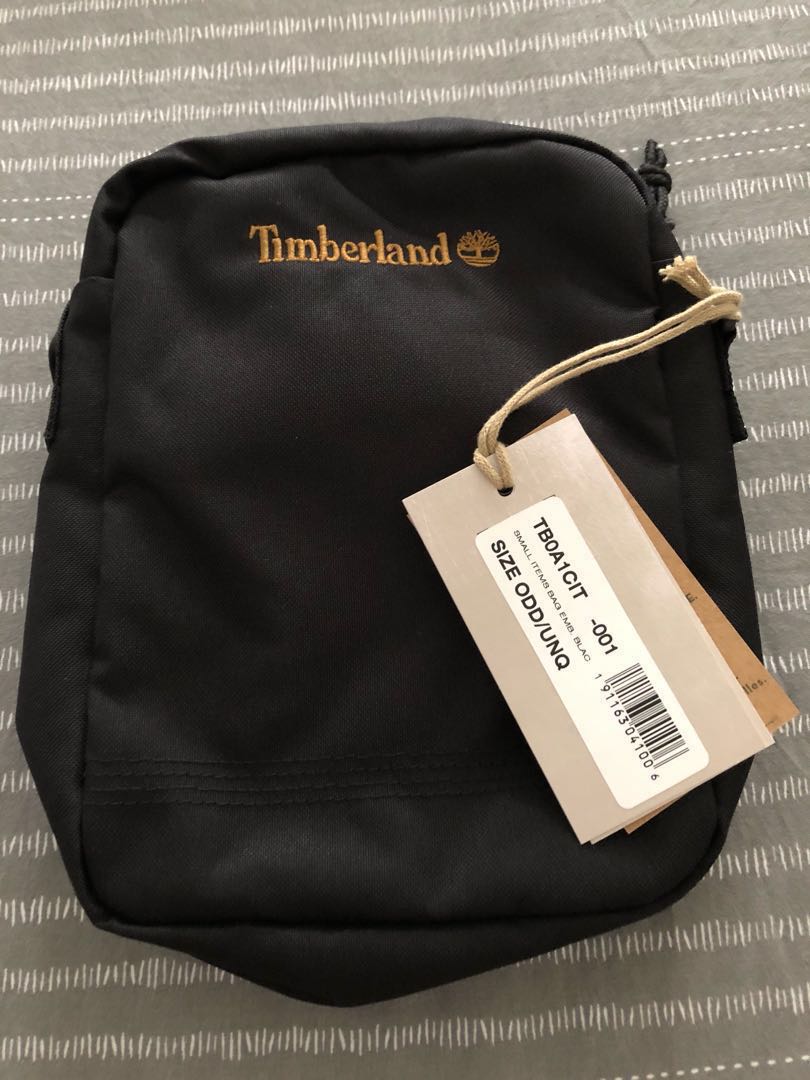 Timberland
TB0A1CIT -001
SMALL ITEMS BAG EMB. BLAC
SIZE ODD/UNQ
1 91163 04100 6